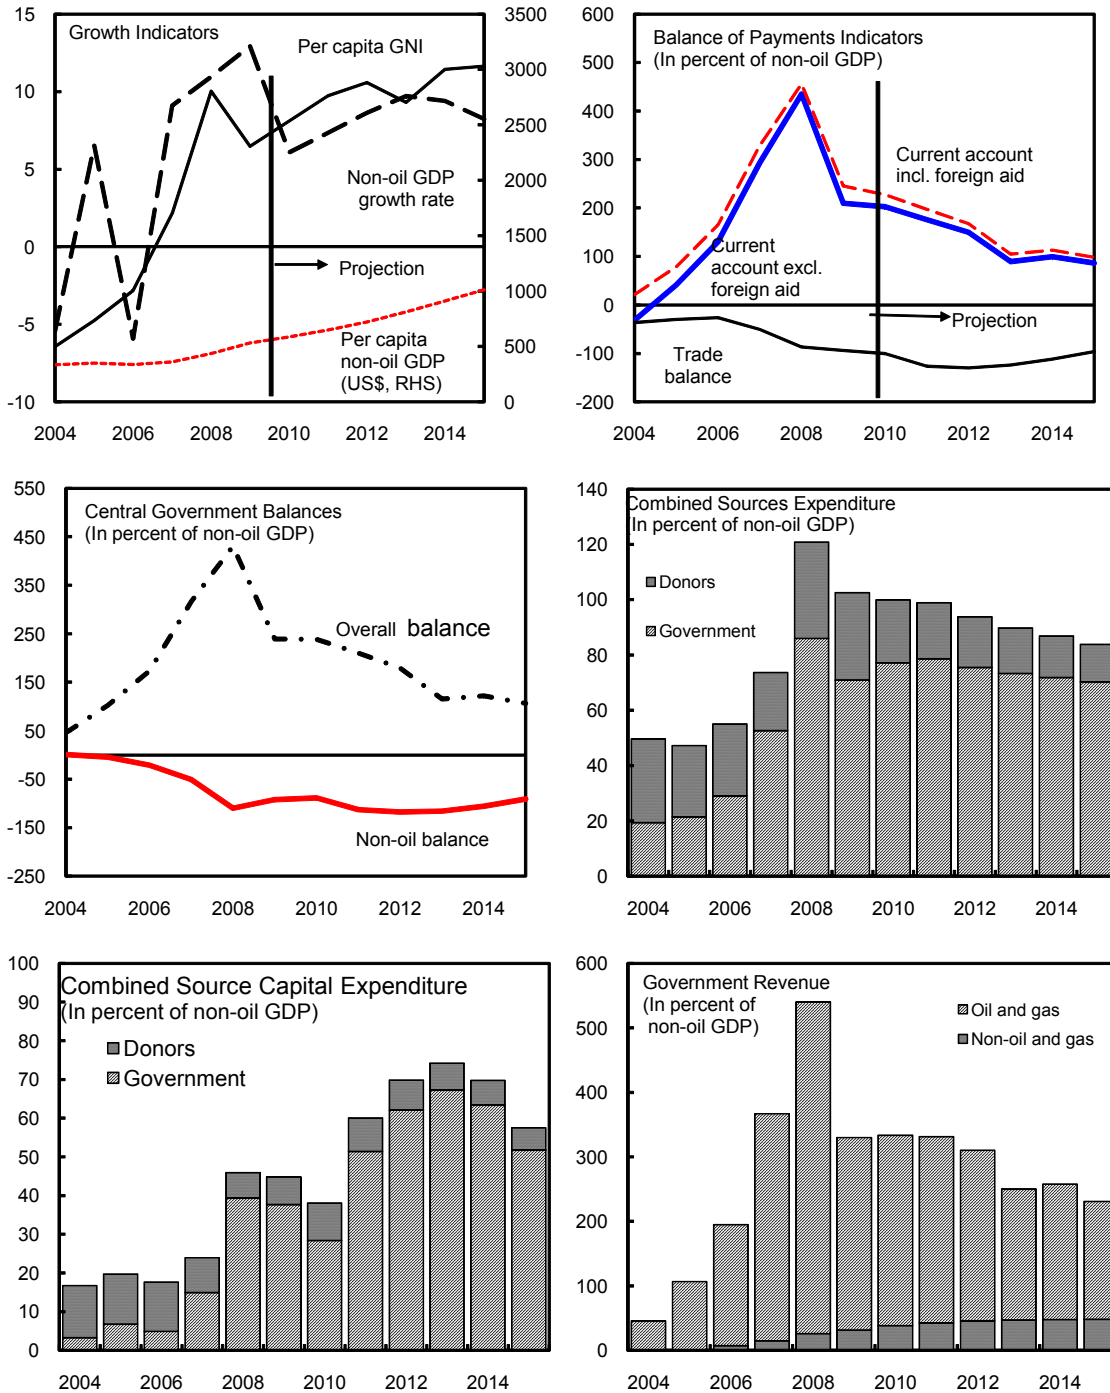 Growth Indicators
Per capita GNI
Non-oil GDP
growth rate
Projection
Per capita
non-oil GDP
(US$, RHS)
15
10
5
0
-5
-10
3500
3000
2500
2000
1500
1000
500
0
2004 2006 2008 2010 2012 2014
Balance of Payments Indicators
(In percent of non-oil GDP)
Current account
incl. foreign aid
Current
account excl.
foreign aid
Projection
Trade
balance
600
500
400
300
200
100
0
-100
-200
2004 2006 2008 2010 2012 2014
Central Government Balances
(In percent of non-oil GDP)
Overall balance
Non-oil balance
550
450
350
250
150
50
-50
-150
-250
2004 2006 2008 2010 2012 2014
Combined Sources Expenditure
(In percent of non-oil GDP)
Donors
Government
140
120
100
80
60
40
20
0
2004 2006 2008 2010 2012 2014
Combined Source Capital Expenditure
(In percent of non-oil GDP)
Donors
Government
100
90
80
70
60
50
40
30
20
10
0
2004 2006 2008 2010 2012 2014
Government Revenue
(In percent of
non-oil GDP)
Oil and gas
Non-oil and gas
600
500
400
300
200
100
0
2004 2006 2008 2010 2012 2014